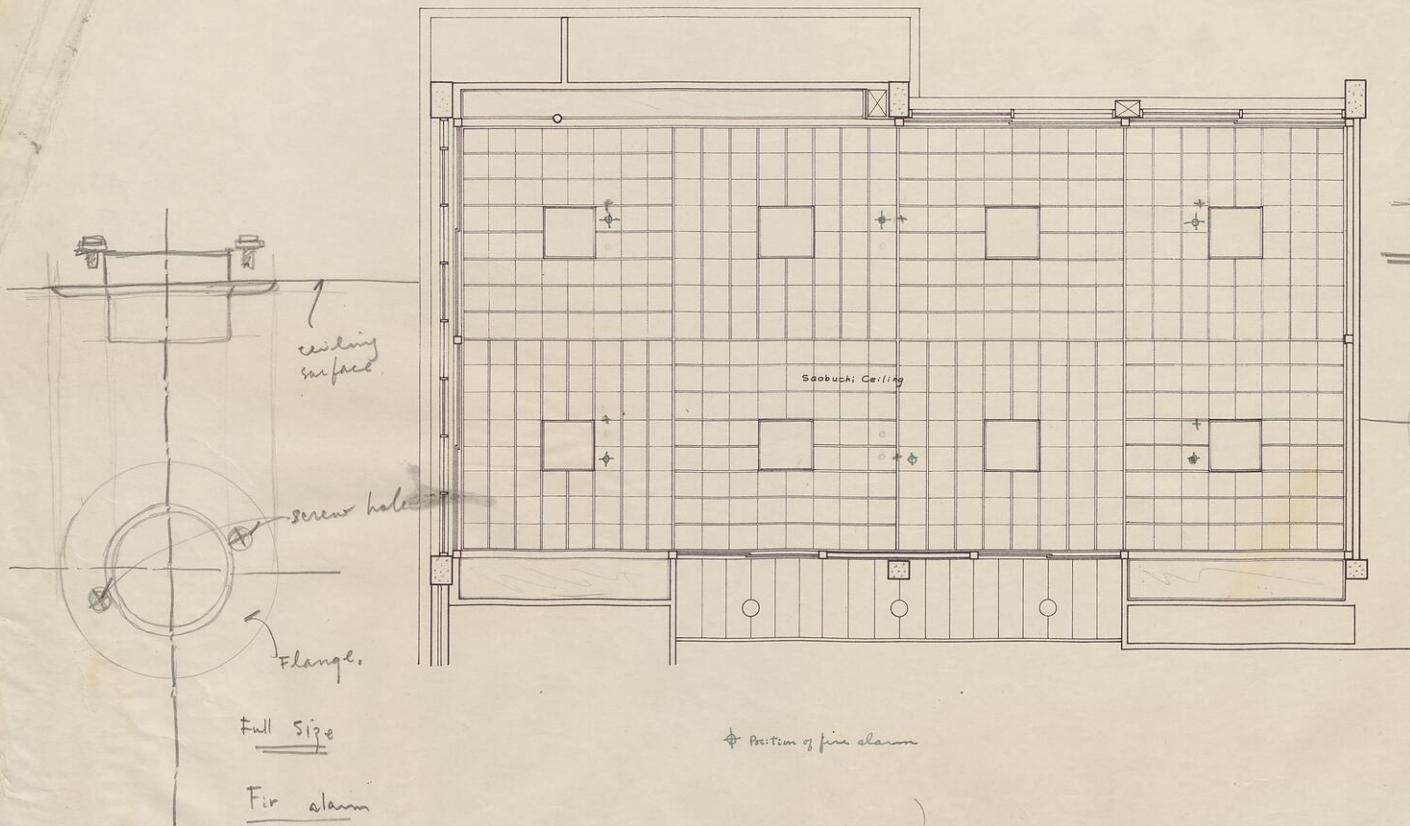 ceiling
surface.
Saobuchi Ceiling
screw hole
Flange.
Full Size
Position of fire alarm
Fir alarm